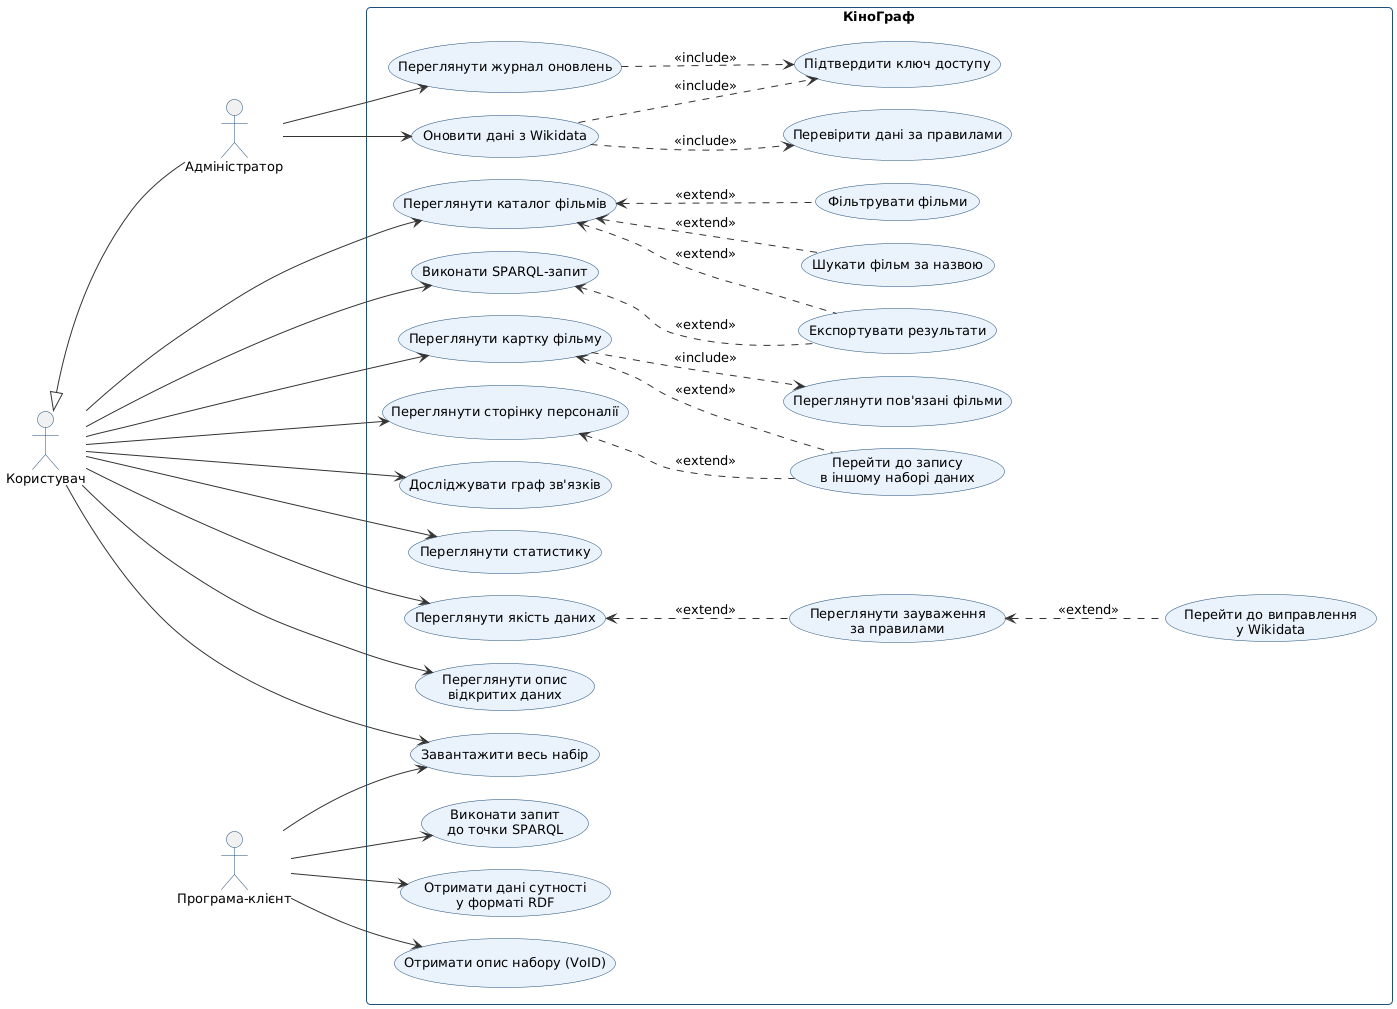 КіноГраф
Переглянути журнал оновлень
«include»
Підтвердити ключ доступу
«include»
Адміністратор
Оновити дані з Wikidata
«include»
Перевірити дані за правилами
Переглянути каталог фільмів
«extend»
Фільтрувати фільми
«extend»
Шукати фільм за назвою
«extend»
Виконати SPARQL-запит
«extend»
Експортувати результати
Переглянути картку фільму
«include»
Переглянути пов'язані фільми
«extend»
Переглянути сторінку персоналії
«extend»
Перейти до запису
в іншому наборі даних
Користувач
Досліджувати граф зв'язків
Переглянути статистику
Переглянути якість даних
«extend»
Переглянути зауваження
за правилами
«extend»
Перейти до виправлення
у Wikidata
Переглянути опис
відкритих даних
Завантажити весь набір
Виконати запит
до точки SPARQL
Програма-клієнт
Отримати дані сутності
у форматі RDF
Отримати опис набору (VoID)